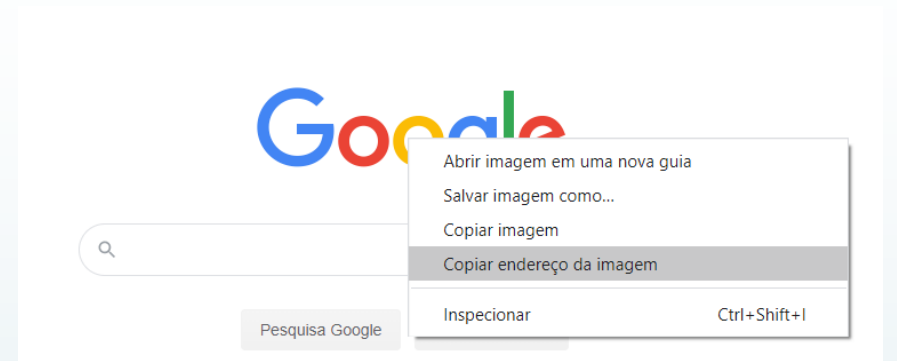 Google
Abrir imagem em uma nova guia
Salvar imagem como...
Copiar imagem
Copiar endereço da imagem
Inspecionar Ctrl+Shift+I
Pesquisa Google